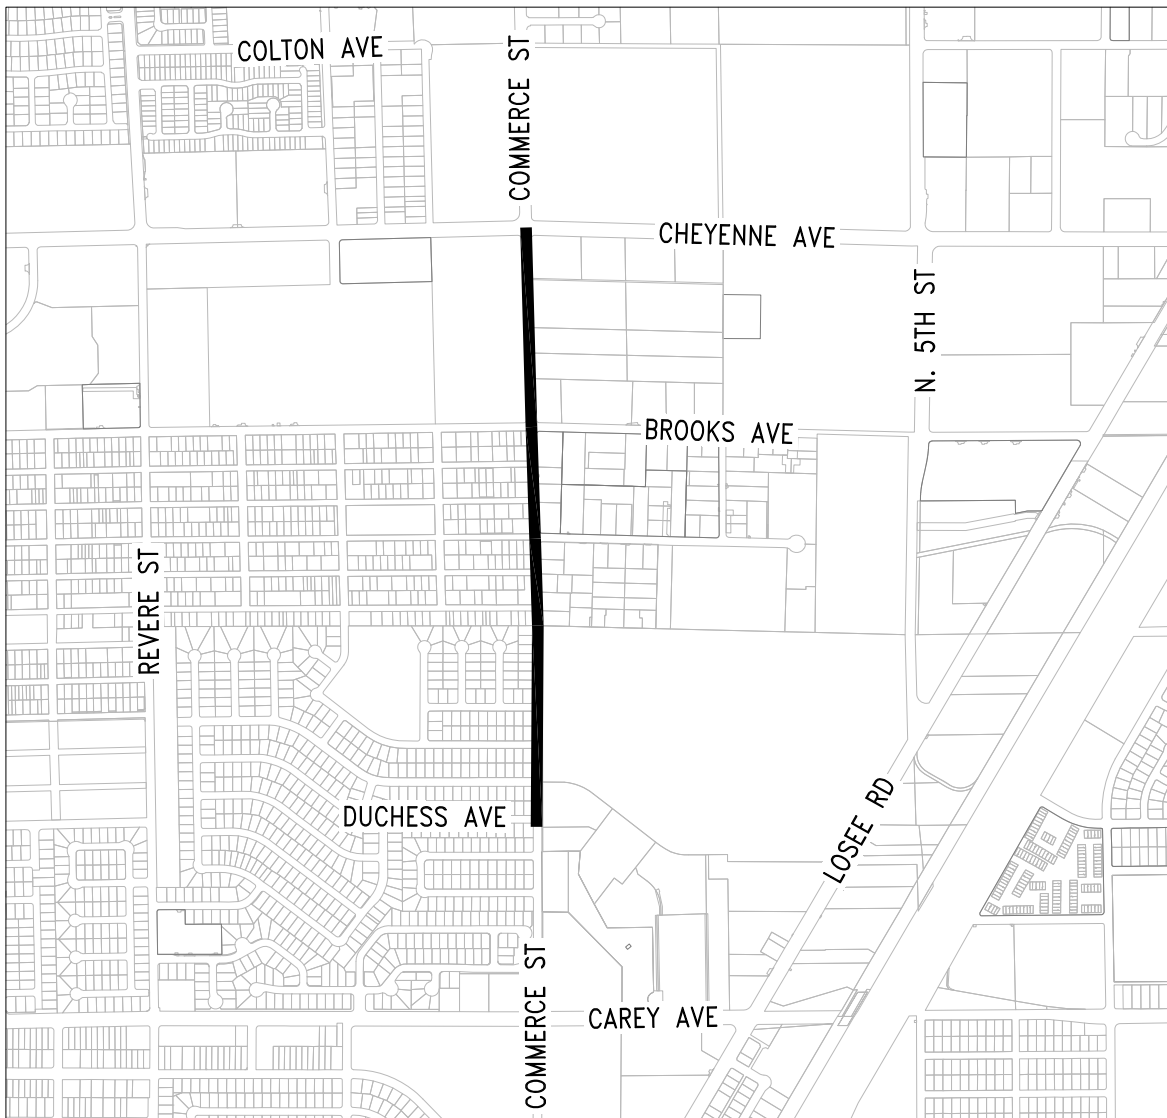 COLTON AVE
COMMERCE ST
CHEYENNE AVE
N. 5TH ST
BROOKS AVE
REVERE ST
DUCHESS AVE
LOSEE RD
COMMERCE ST
CAREY AVE